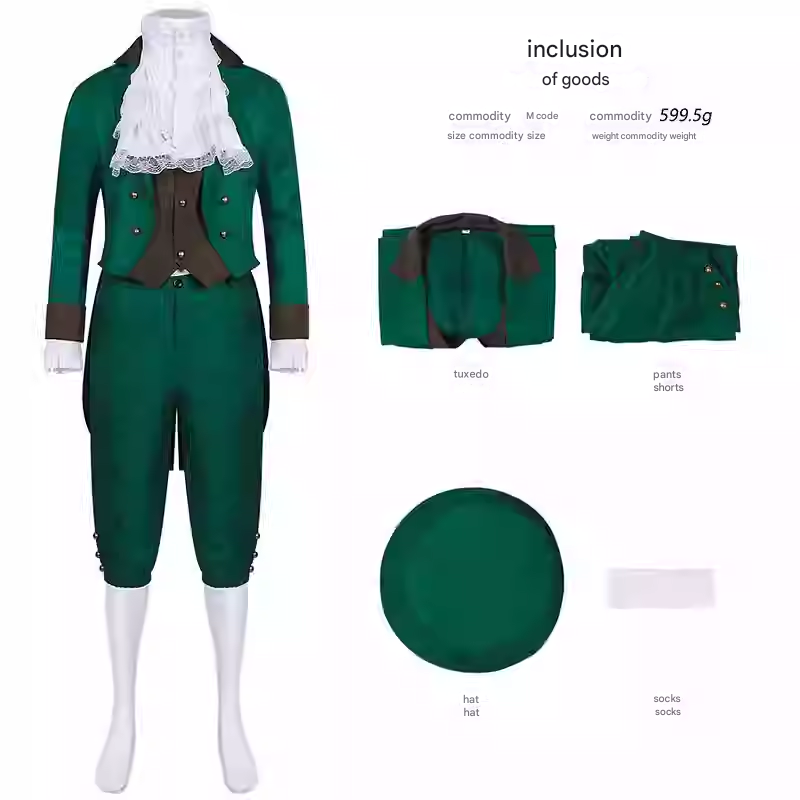 inclusion
of goods
commodity M code commodity 599.5g
size commodity size weight commodity weight
tuxedo
pants
shorts
hat
hat
socks
socks